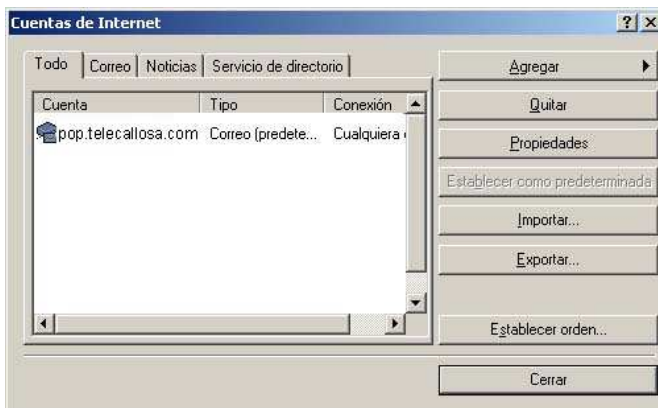 Cuentas de Internet
Todo Correo Noticias Servicio de directorio
Cuenta Tipo Conexión
pop.telecallosa.com Correo (predete... Cualquiera
Agregar
Quitar
Propiedades
Establecer como predeterminada
Importar...
Exportar...
Establecer orden...
Cerrar